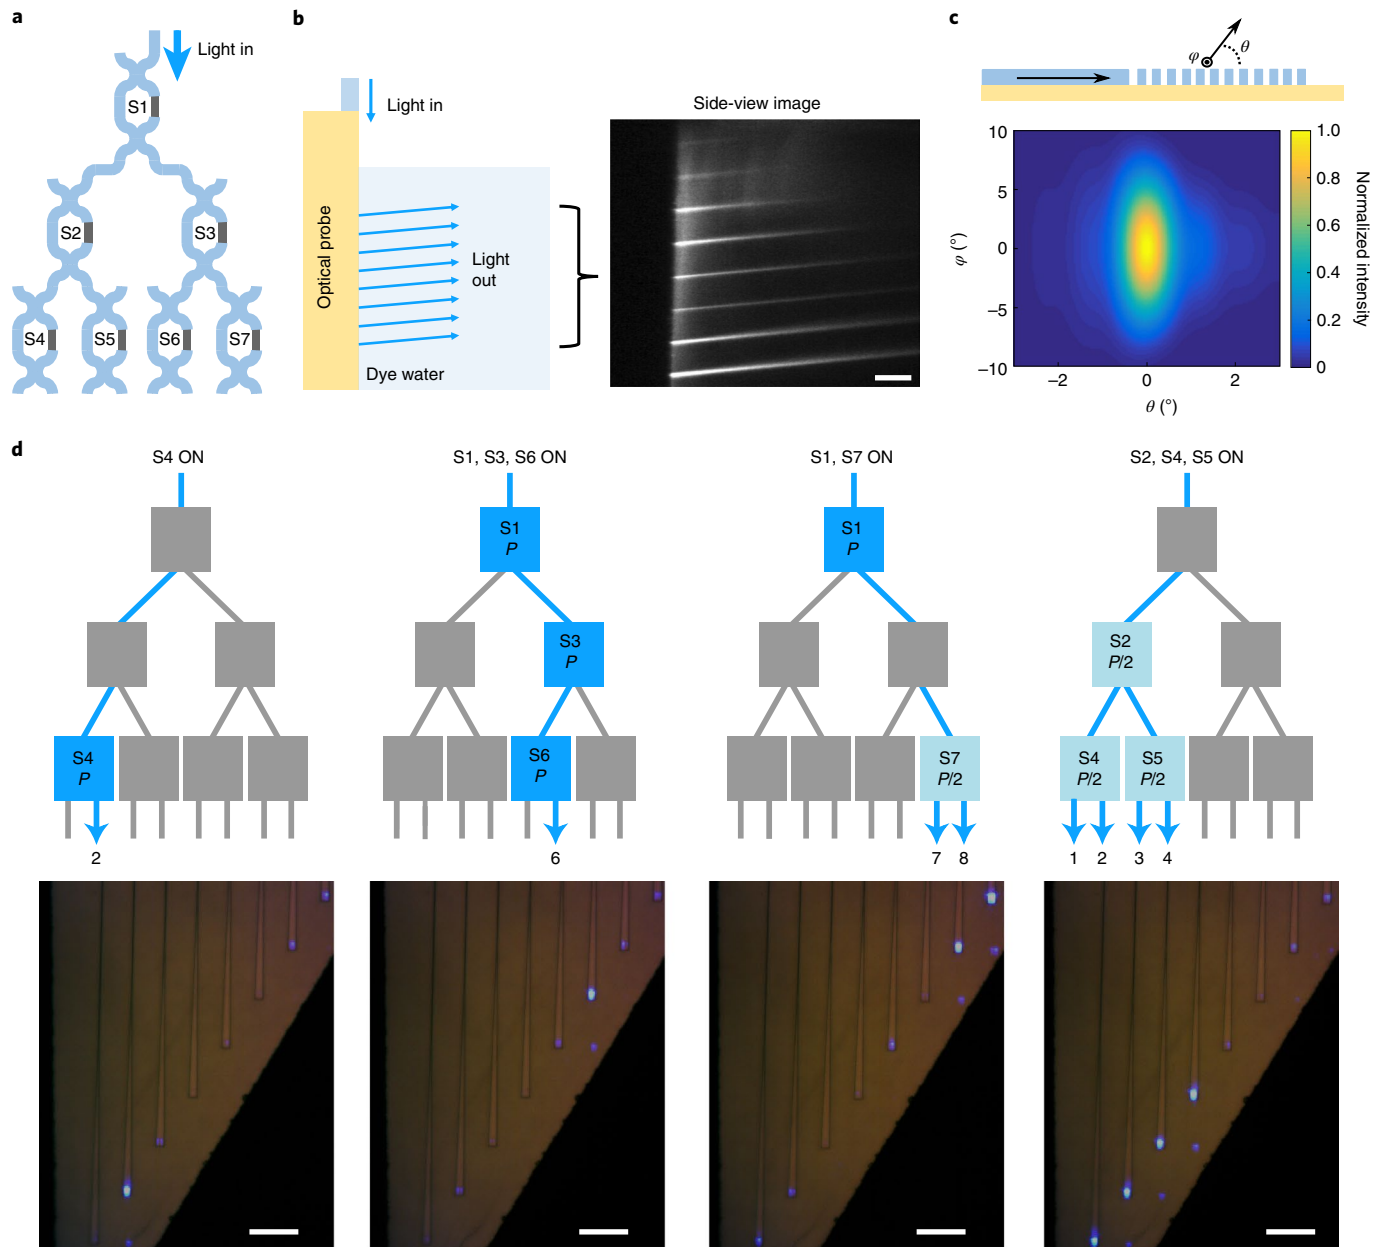 a
Light in
S1
S2
S3
S4
S5
S6
S7
b
Light in
Optical probe
Light
out
Dye water
Side-view image
c
φ
θ
10
5
0
−5
−10
φ (°)
−2
0
2
θ (°)
1.0
0.8
0.6
0.4
0.2
0
Normalized intensity
d
S4 ON
S4
P
2
S1, S3, S6 ON
S1
P
S3
P
S6
P
6
S1, S7 ON
S1
P
S7
P/2
7 8
S2, S4, S5 ON
S2
P/2
S4
P/2
S5
P/2
1 2 3 4